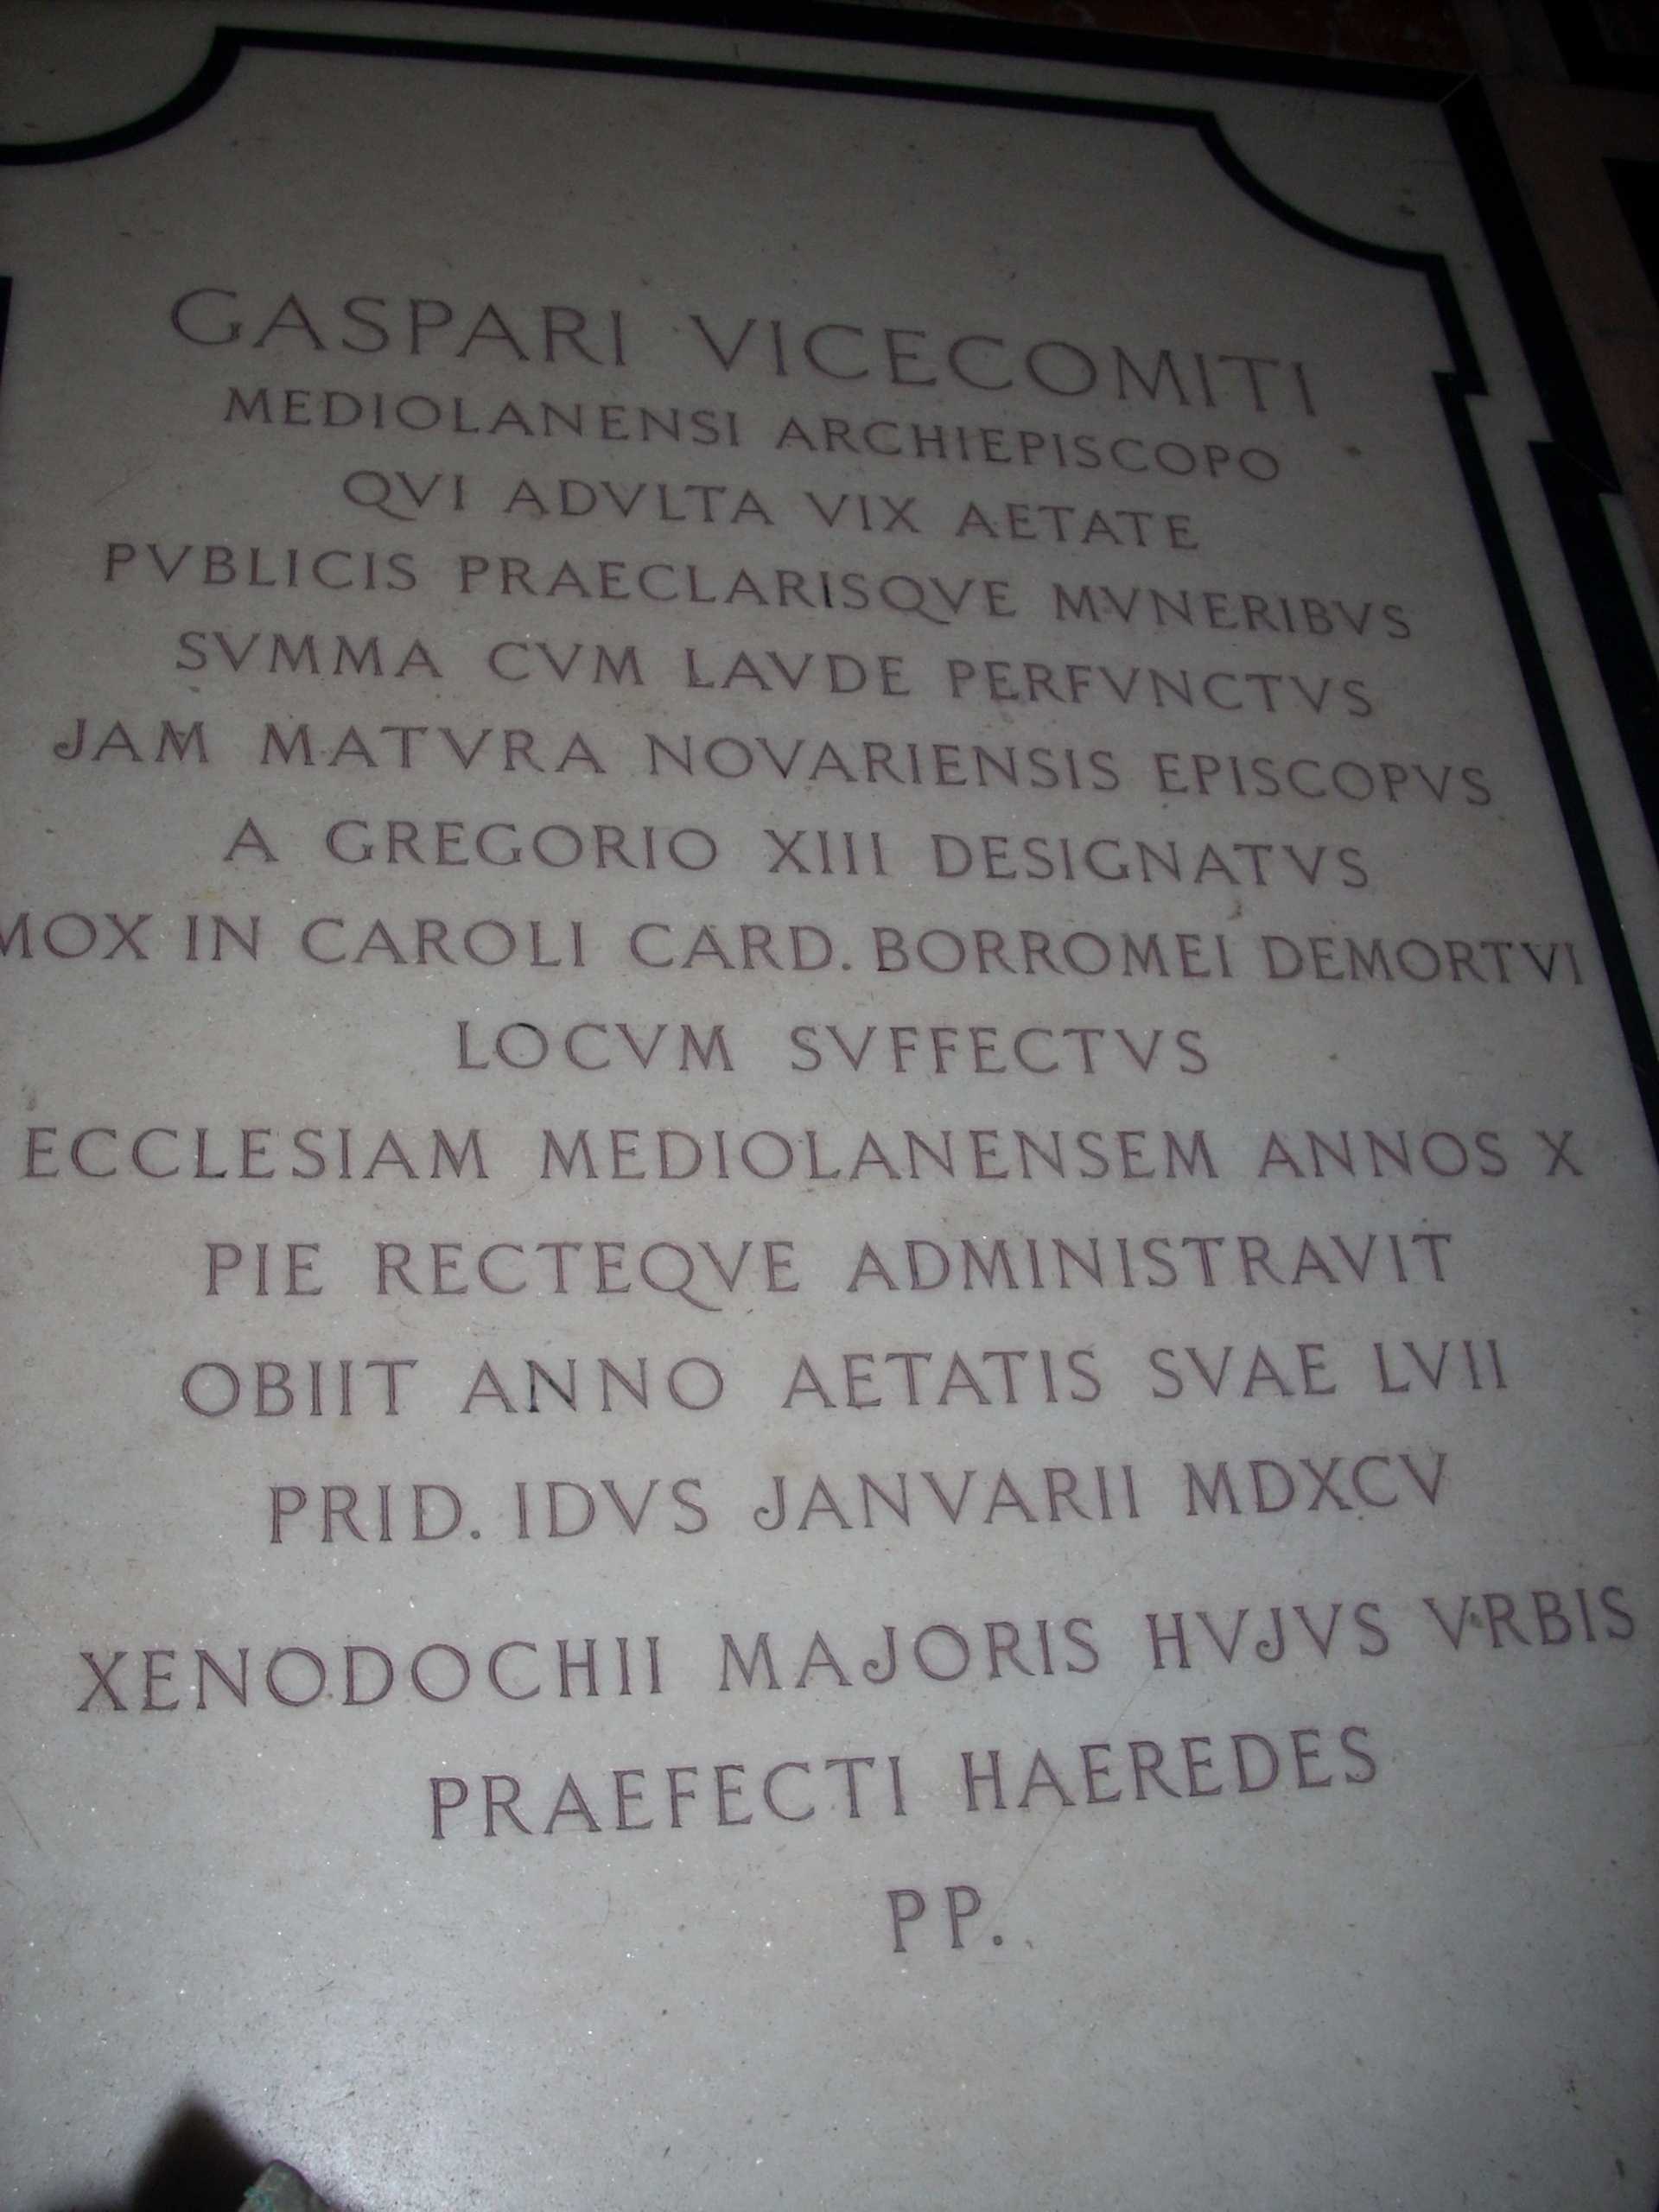 GASPARI VICECOMITI
MEDIOLANENSI ARCHIEPISCOPO
QVI ADVLTA VIX AETATE
PVBLICIS PRAECLARISQVE MVNERIBVS
SVMMA CVM LAVDE PERFVNCTVS
JAM MATVRA NOVARIENSIS EPISCOPVS
A GREGORIO XIII DESIGNATVS
MOX IN CAROLI CARD. BORROMEI DEMORTVI
LOCVM SVFFECTVS
ECCLESIAM MEDIOLANENSEM ANNOS X
PIE RECTEQVE ADMINISTRAVIT
OBIIT ANNO AETATIS SVAE LVII
PRID. IDVS JANVARII MDXCV
XENODOCHII MAJORIS HVJVS VRBIS
PRAEFECTI HAEREDES
PP.